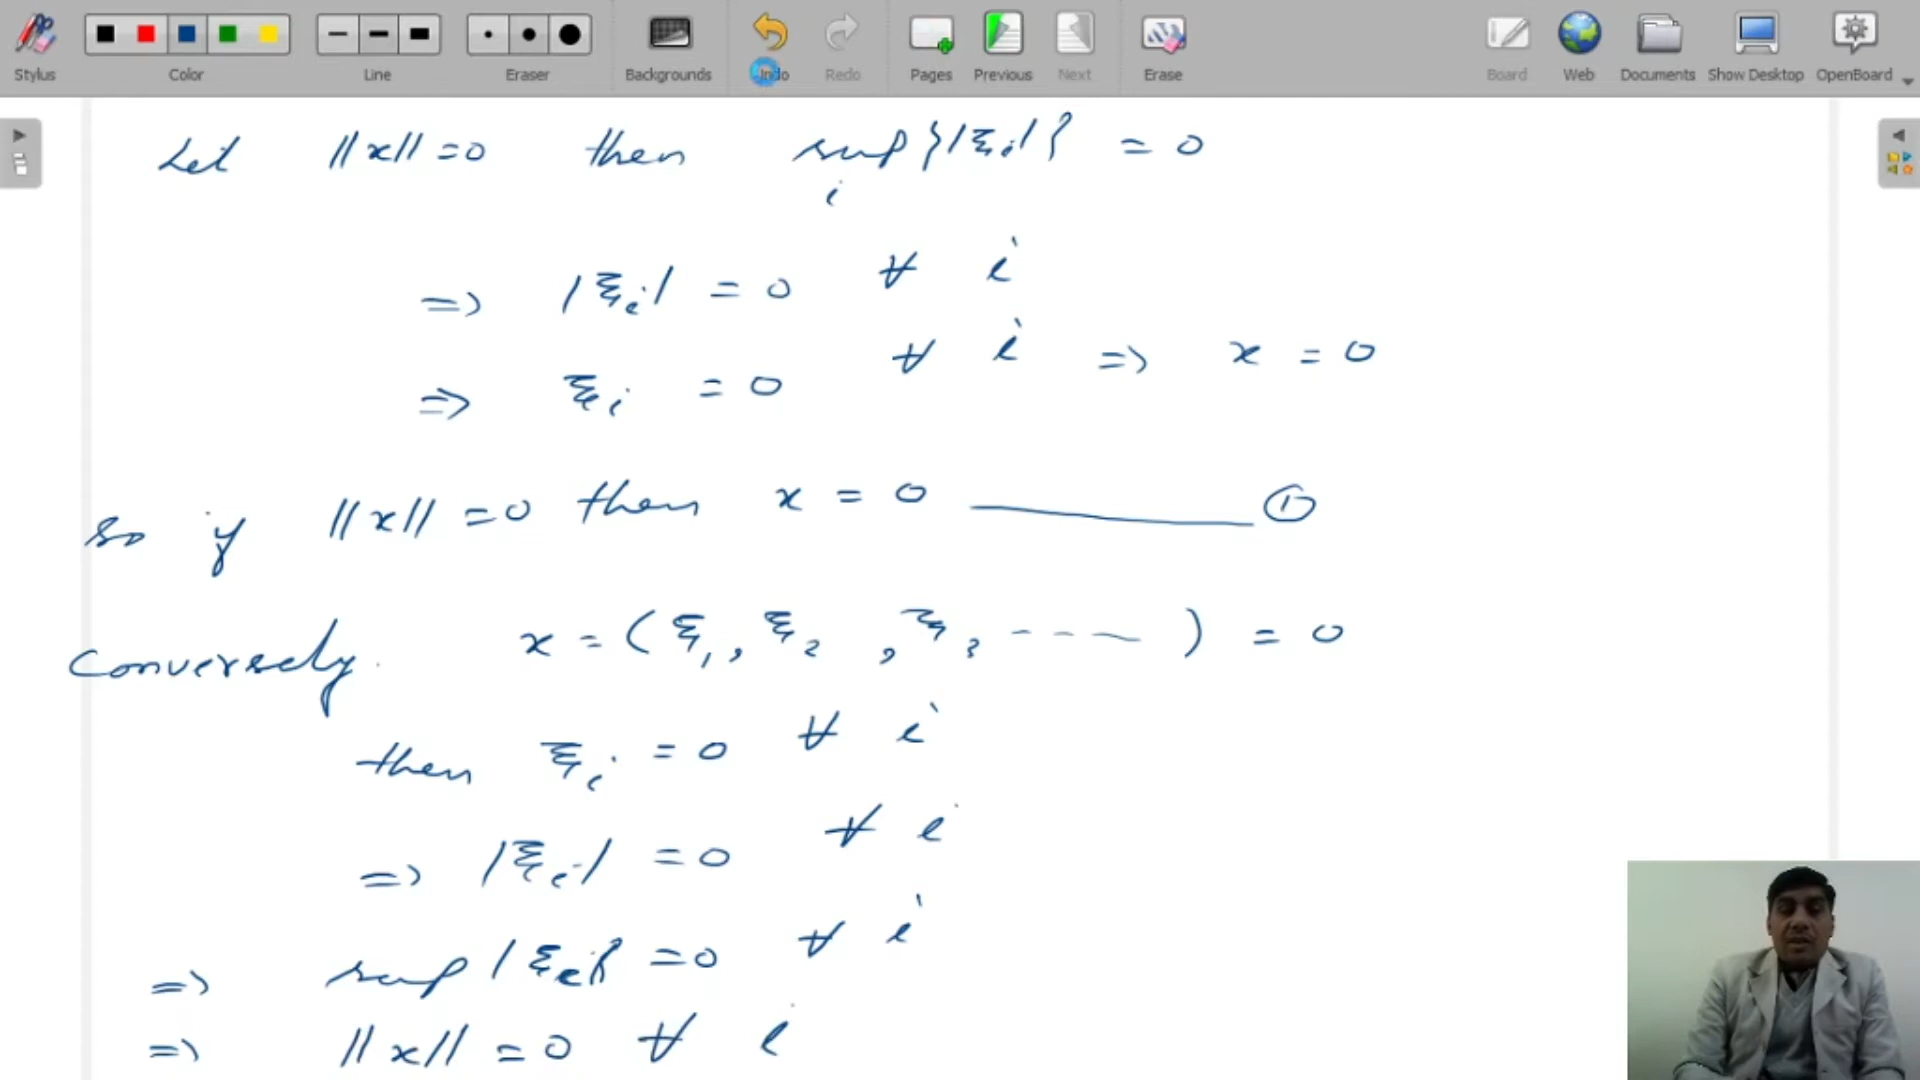 Stylus Color Line Eraser Backgrounds Undo Redo Pages Previous Next Erase Board Web Documents Show Desktop OpenBoard
Let ||x|| = 0 then sup{|ξi|} = 0
i
=> |ξi| = 0 ∀ i
=> ξi = 0 ∀ i => x = 0
So if ||x|| = 0 then x = 0 ① 
Conversely. x = (ξ1, ξ2, ξ3, ----) = 0
then ξi = 0 ∀ i
=> |ξi| = 0 ∀ i
=> sup |ξi} = 0 ∀ i
=> ||x|| = 0 ∀ i